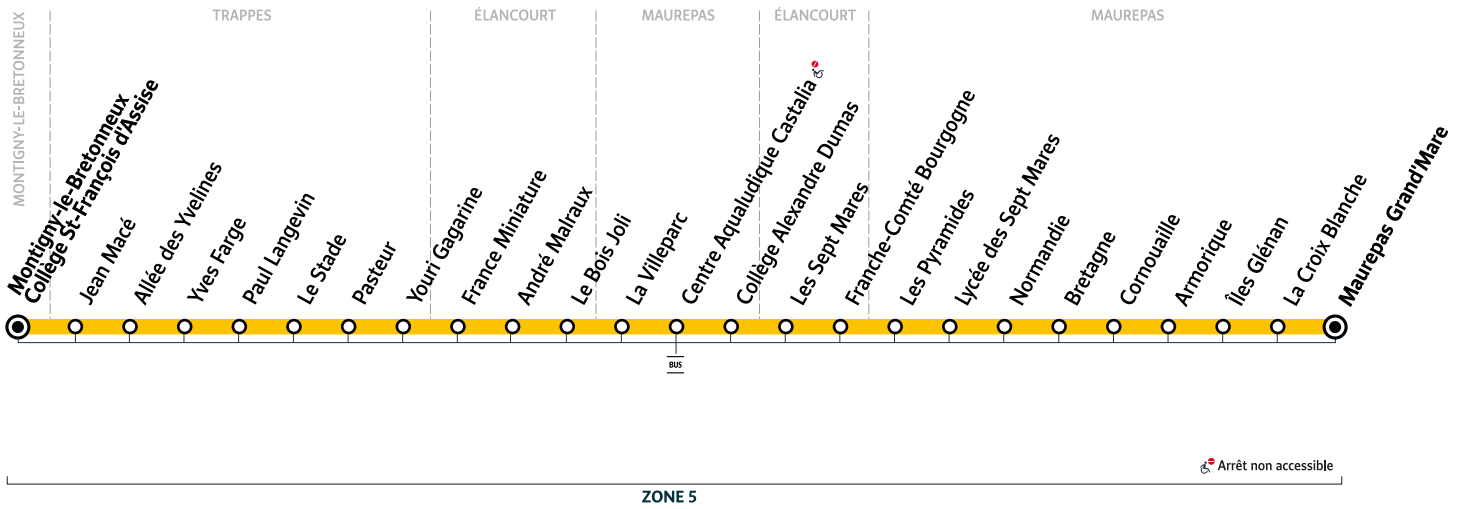 MONTIGNY-LE-BRETONNEUX
TRAPPES
ÉLANCOURT
MAUREPAS
ÉLANCOURT
MAUREPAS
Montigny-le-Bretonneux
Collège St-François d'Assise
Jean Macé
Allée des Yvelines
Yves Farge
Paul Langevin
Le Stade
Pasteur
Youri Gagarine
France Miniature
André Malraux
Le Bois Joli
La Villeparc
Centre Aqualudique Castalia
Collège Alexandre Dumas
Les Sept Mares
Franche-Comté Bourgogne
Les Pyramides
Lycée des Sept Mares
Normandie
Bretagne
Cornouaille
Armorique
Îles Glénan
La Croix Blanche
Maurepas Grand'Mare
BUS
Arrêt non accessible
ZONE 5